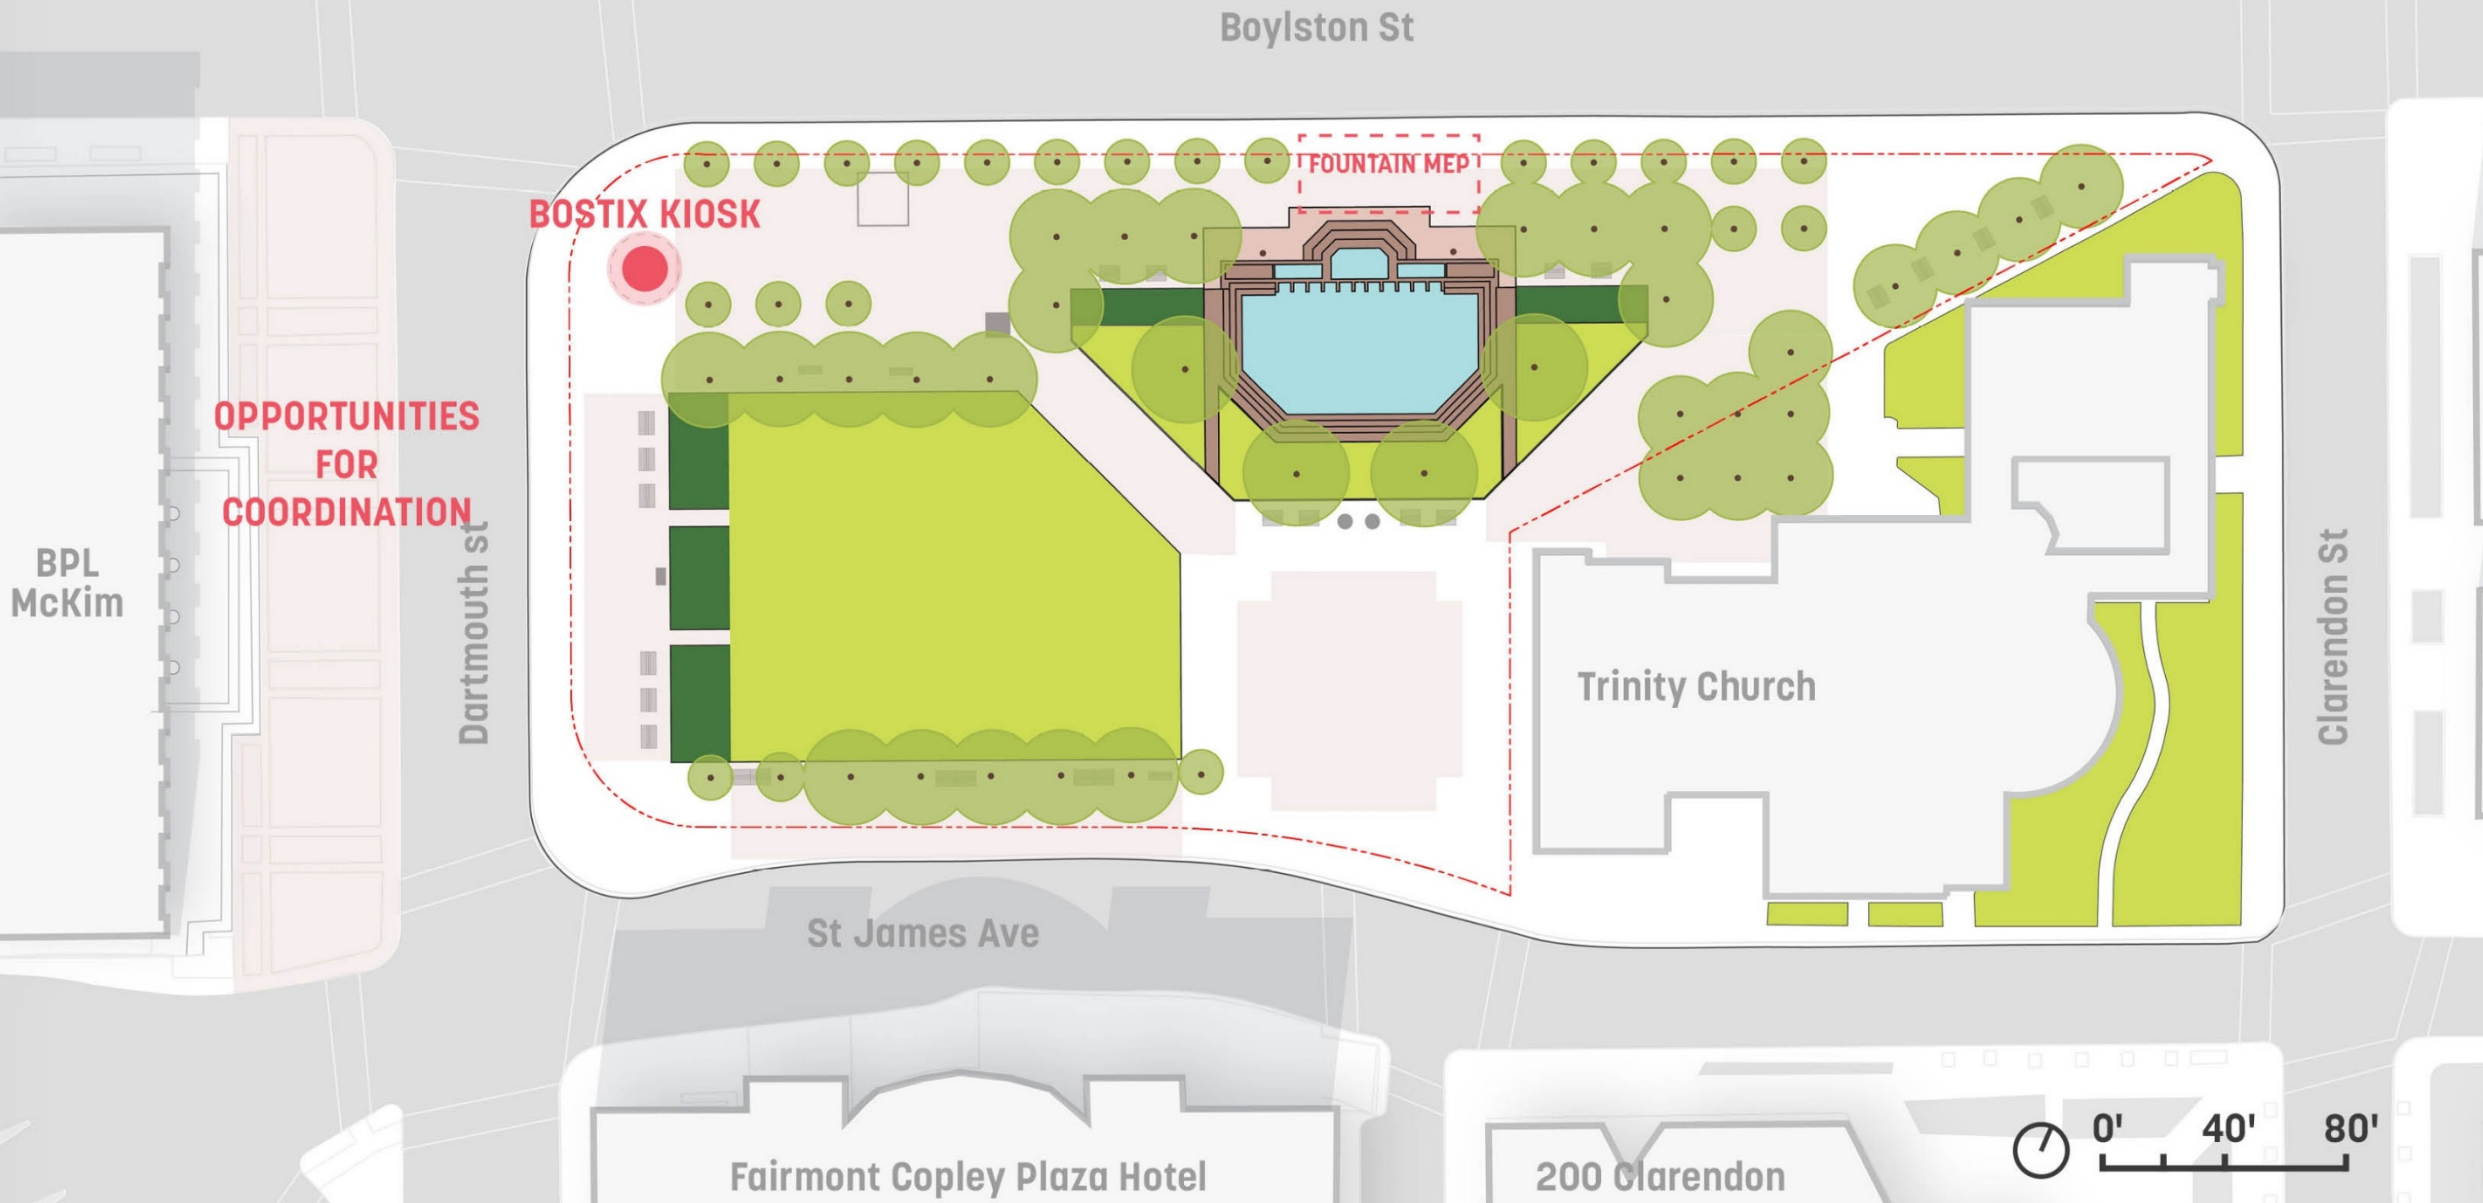 Boylston St
FOUNTAIN MEP
BOSTIX KIOSK
OPPORTUNITIES
FOR
COORDINATION
BPL
McKim
Dartmouth st
Trinity Church
Clarendon St
St James Ave
Fairmont Copley Plaza Hotel
200 Clarendon
0' 40' 80'